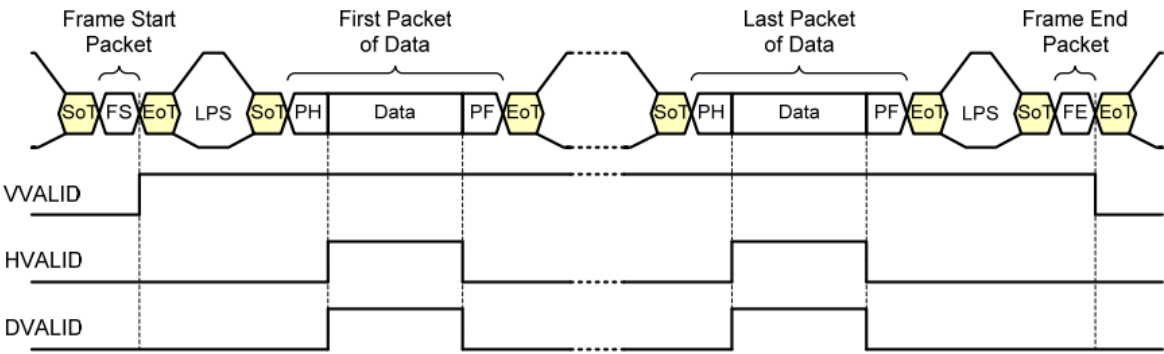 Frame Start
Packet
First Packet
of Data
Last Packet
of Data
Frame End
Packet
SoT FS EoT LPS SoT PH Data PF EoT SoT PH Data PF EoT LPS SoT FE EoT
VVALID
HVALID
DVALID